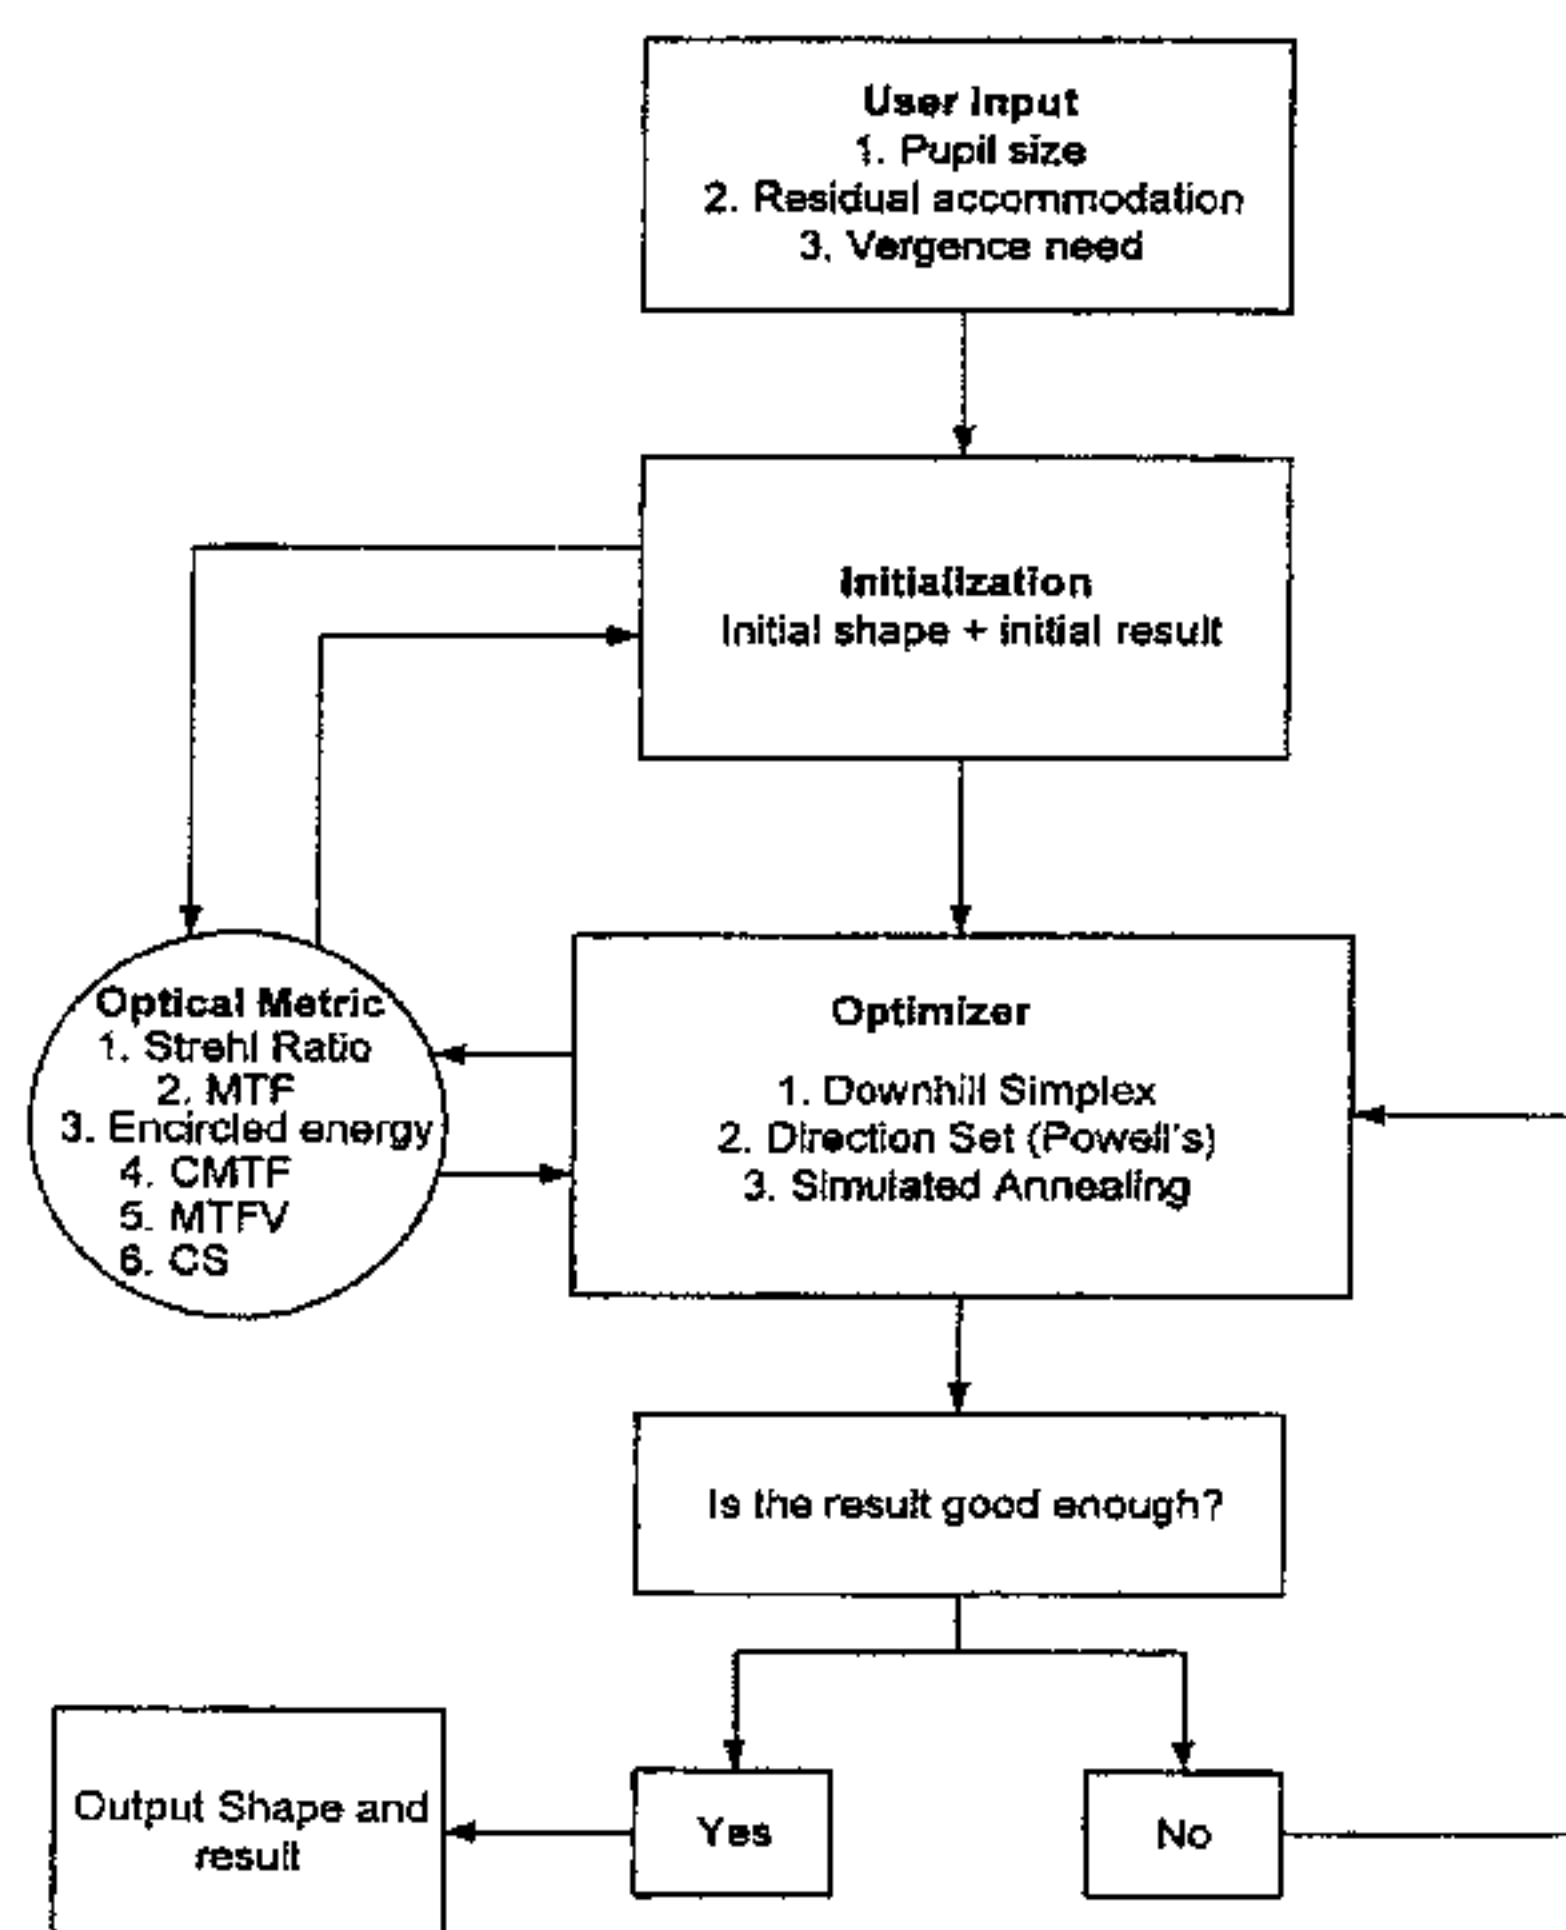 User Input
1. Pupil size
2. Residual accommodation
3. Vergence need
Initialization
Initial shape + initial result
Optical Metric
1. Strehl Ratio
2. MTF
3. Encircled energy
4. CMTF
5. MTFV
6. CS
Optimizer
1. Downhill Simplex
2. Direction Set (Powell's)
3. Simulated Annealing
Is the result good enough?
Output Shape and
result
Yes
No